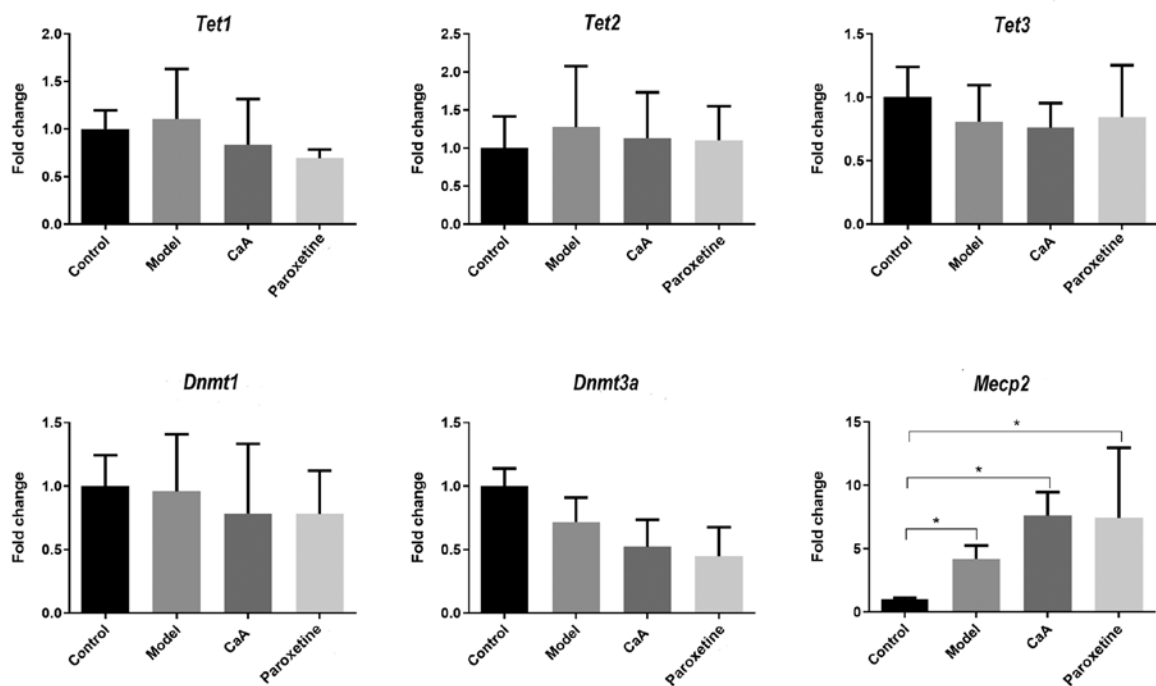 Tet1
Fold change
2.0
1.5
1.0
0.5
0.0
Control
Model
CaA
Paroxetine
Tet2
Fold change
2.5
2.0
1.5
1.0
0.5
0.0
Control
Model
CaA
Paroxetine
Tet3
Fold change
1.5
1.0
0.5
0.0
Control
Model
CaA
Paroxetine
Dnmt1
Fold change
1.5
1.0
0.5
0.0
Control
Model
CaA
Paroxetine
Dnmt3a
Fold change
1.5
1.0
0.5
0.0
Control
Model
CaA
Paroxetine
Mecp2
Fold change
15
10
5
0
*
*
*
Control
Model
CaA
Paroxetine